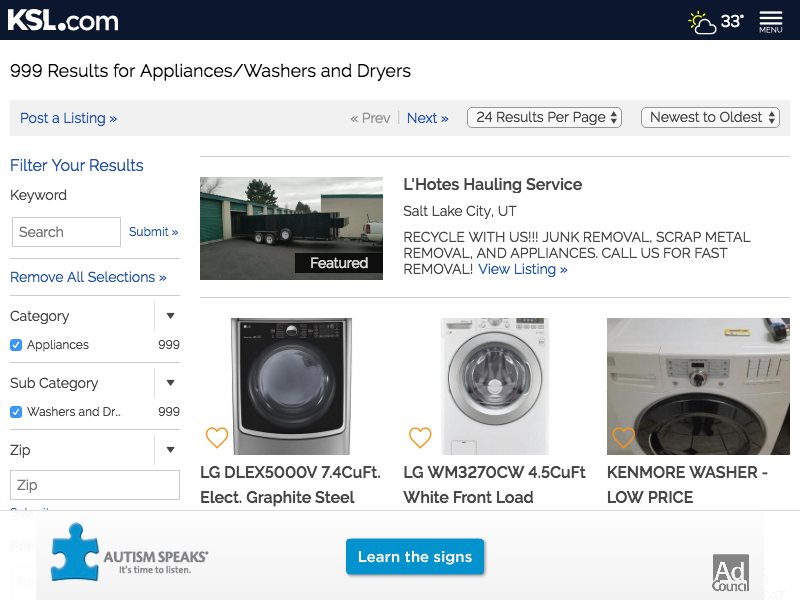 KSL.com
33°
MENU
999 Results for Appliances/Washers and Dryers
Post a Listing »
« Prev | Next »
24 Results Per Page
Newest to Oldest
Filter Your Results
Keyword
Search
Submit »
Remove All Selections »
Category
Appliances 999
Sub Category
Washers and Dr.. 999
Zip
Zip
Featured
L'Hotes Hauling Service
Salt Lake City, UT
RECYCLE WITH US!!! JUNK REMOVAL, SCRAP METAL
REMOVAL, AND APPLIANCES. CALL US FOR FAST
REMOVAL! View Listing »
LG DLEX5000V 7.4CuFt.
Elect. Graphite Steel
LG WM3270CW 4.5CuFt
White Front Load
KENMORE WASHER -
LOW PRICE
AUTISM SPEAKS®
It's time to listen.
Learn the signs
Ad
Council